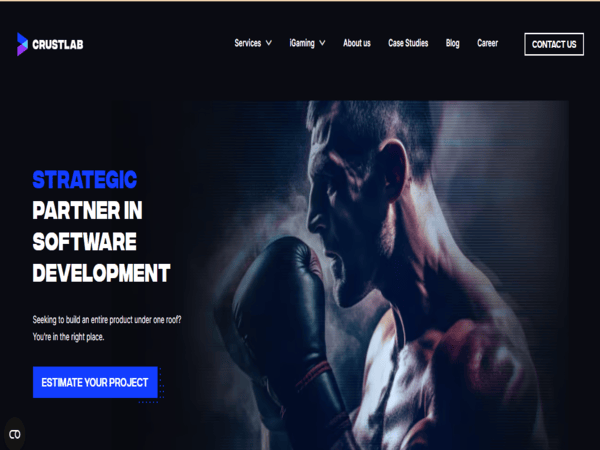 CRUSTLAB
Services
iGaming
About us
Case Studies
Blog
Career
CONTACT US
STRATEGIC
PARTNER IN
SOFTWARE
DEVELOPMENT
Seeking to build an entire product under one roof?
You're in the right place.
ESTIMATE YOUR PROJECT